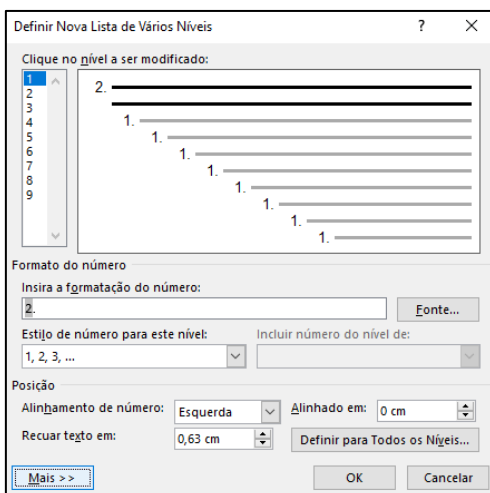 Definir Nova Lista de Vários Níveis ? ×
Clique no nível a ser modificado:
1
2
3
4
5
6
7
8
9
2.
1.
1.
1.
1.
1.
1.
1.
1.
Formato do número
Insira a formatação do número:
2.
Fonte...
Estilo de número para este nível: Incluir número do nível de:
1, 2, 3, ...
Posição
Alinhamento de número: Esquerda Alinhado em: 0 cm
Recuar texto em: 0,63 cm Definir para Todos os Níveis...
Mais >> OK Cancelar